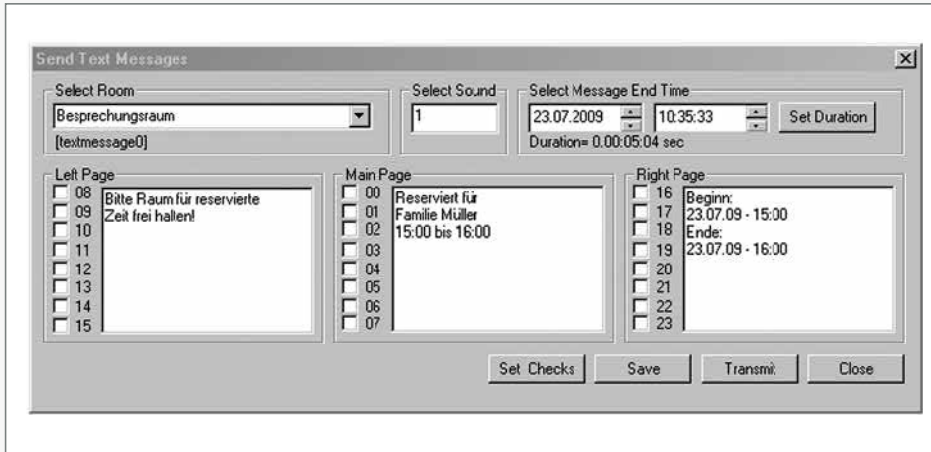 Send Text Messages
Select Room
Besprechungsraum
[textmessage0]
Select Sound
1
Select Message End Time
23.07.2009
10:35:33
Set Duration
Duration= 0.00:05:04 sec
Left Page
08
09
10
11
12
13
14
15
Bitte Raum für reservierte
Zeit frei hallen!
Main Page
00
01
02
03
04
05
06
07
Reserviert für
Familie Müller
15:00 bis 16:00
Right Page
16
17
18
19
20
21
22
23
Beginn:
23.07.09 - 15:00
Ende:
23.07.09 - 16:00
Set Checks
Save
Transmit
Close